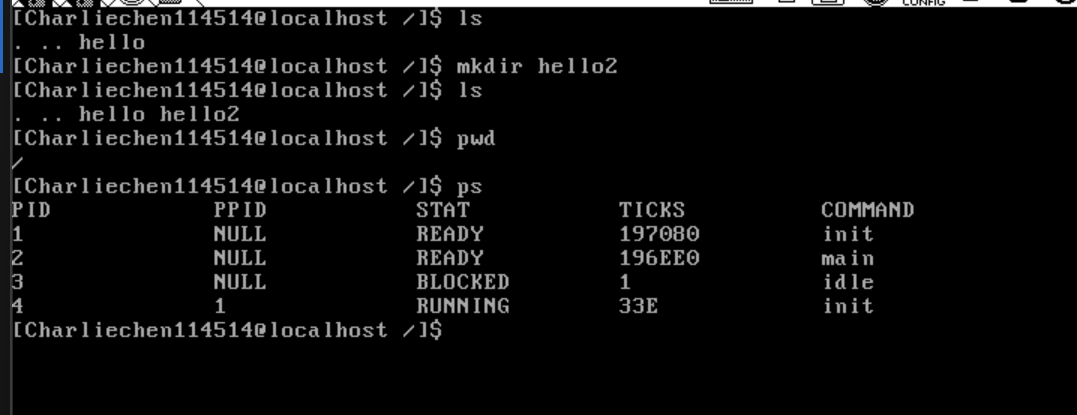 CONFIG
[Charliechen114514@localhost /]$ ls
. .. hello
[Charliechen114514@localhost /]$ mkdir hello2
[Charliechen114514@localhost /]$ ls
. .. hello hello2
[Charliechen114514@localhost /]$ pwd
/
[Charliechen114514@localhost /]$ ps
PID PPID STAT TICKS COMMAND
1 NULL READY 197080 init
2 NULL READY 196EE0 main
3 NULL BLOCKED 1 idle
4 1 RUNNING 33E init
[Charliechen114514@localhost /]$